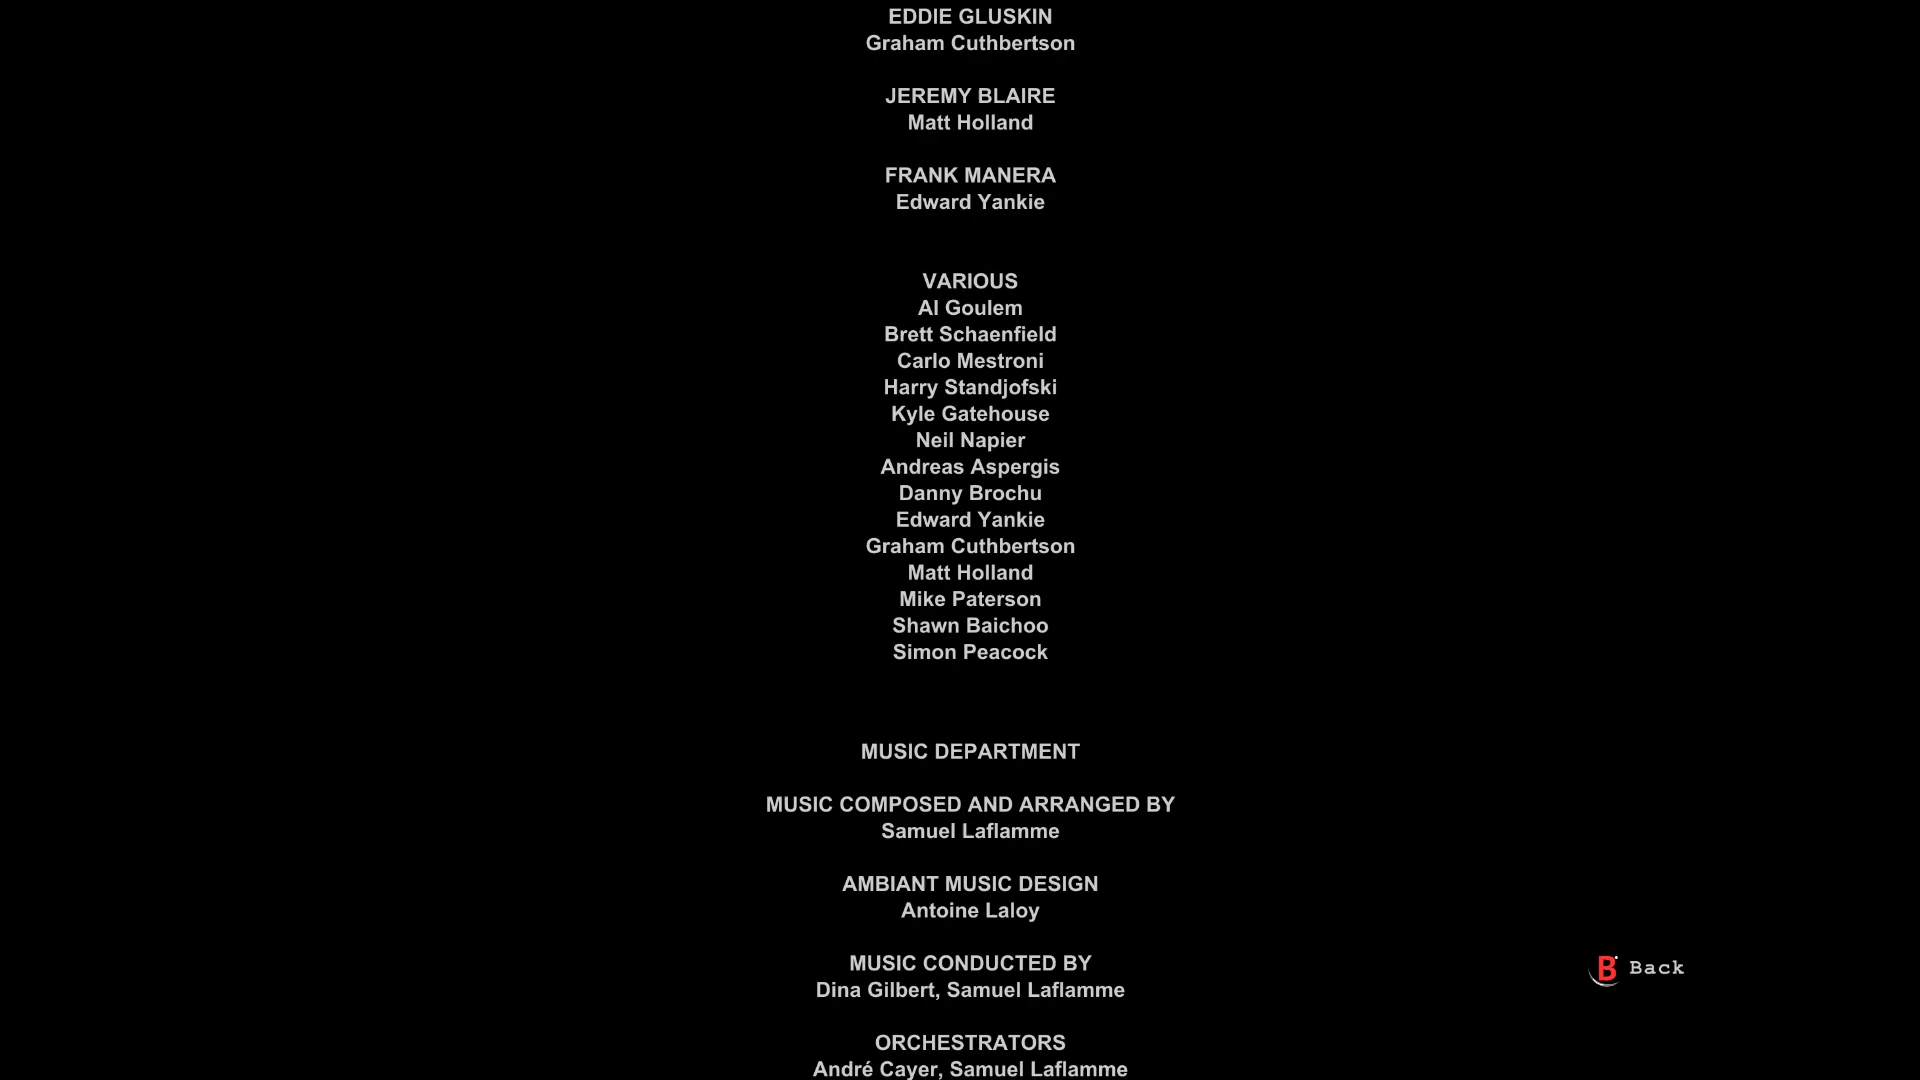 EDDIE GLUSKIN
Graham Cuthbertson
JEREMY BLAIRE
Matt Holland
FRANK MANERA
Edward Yankie
VARIOUS
Al Goulem
Brett Schaenfield
Carlo Mestroni
Harry Standjofski
Kyle Gatehouse
Neil Napier
Andreas Aspergis
Danny Brochu
Edward Yankie
Graham Cuthbertson
Matt Holland
Mike Paterson
Shawn Baichoo
Simon Peacock
MUSIC DEPARTMENT
MUSIC COMPOSED AND ARRANGED BY
Samuel Laflamme
AMBIANT MUSIC DESIGN
Antoine Laloy
MUSIC CONDUCTED BY
Dina Gilbert, Samuel Laflamme
B Back
ORCHESTRATORS
André Cayer, Samuel Laflamme